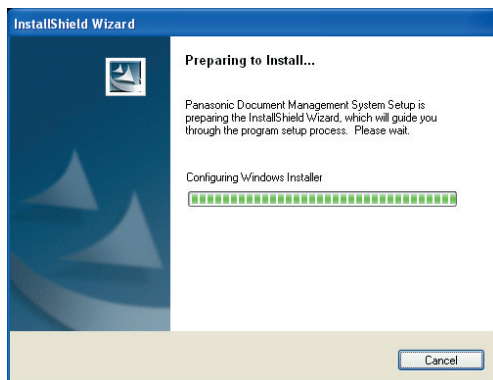 InstallShield Wizard
Preparing to Install...
Panasonic Document Management System Setup is
preparing the InstallShield Wizard, which will guide you
through the program setup process. Please wait.
Configuring Windows Installer
Cancel